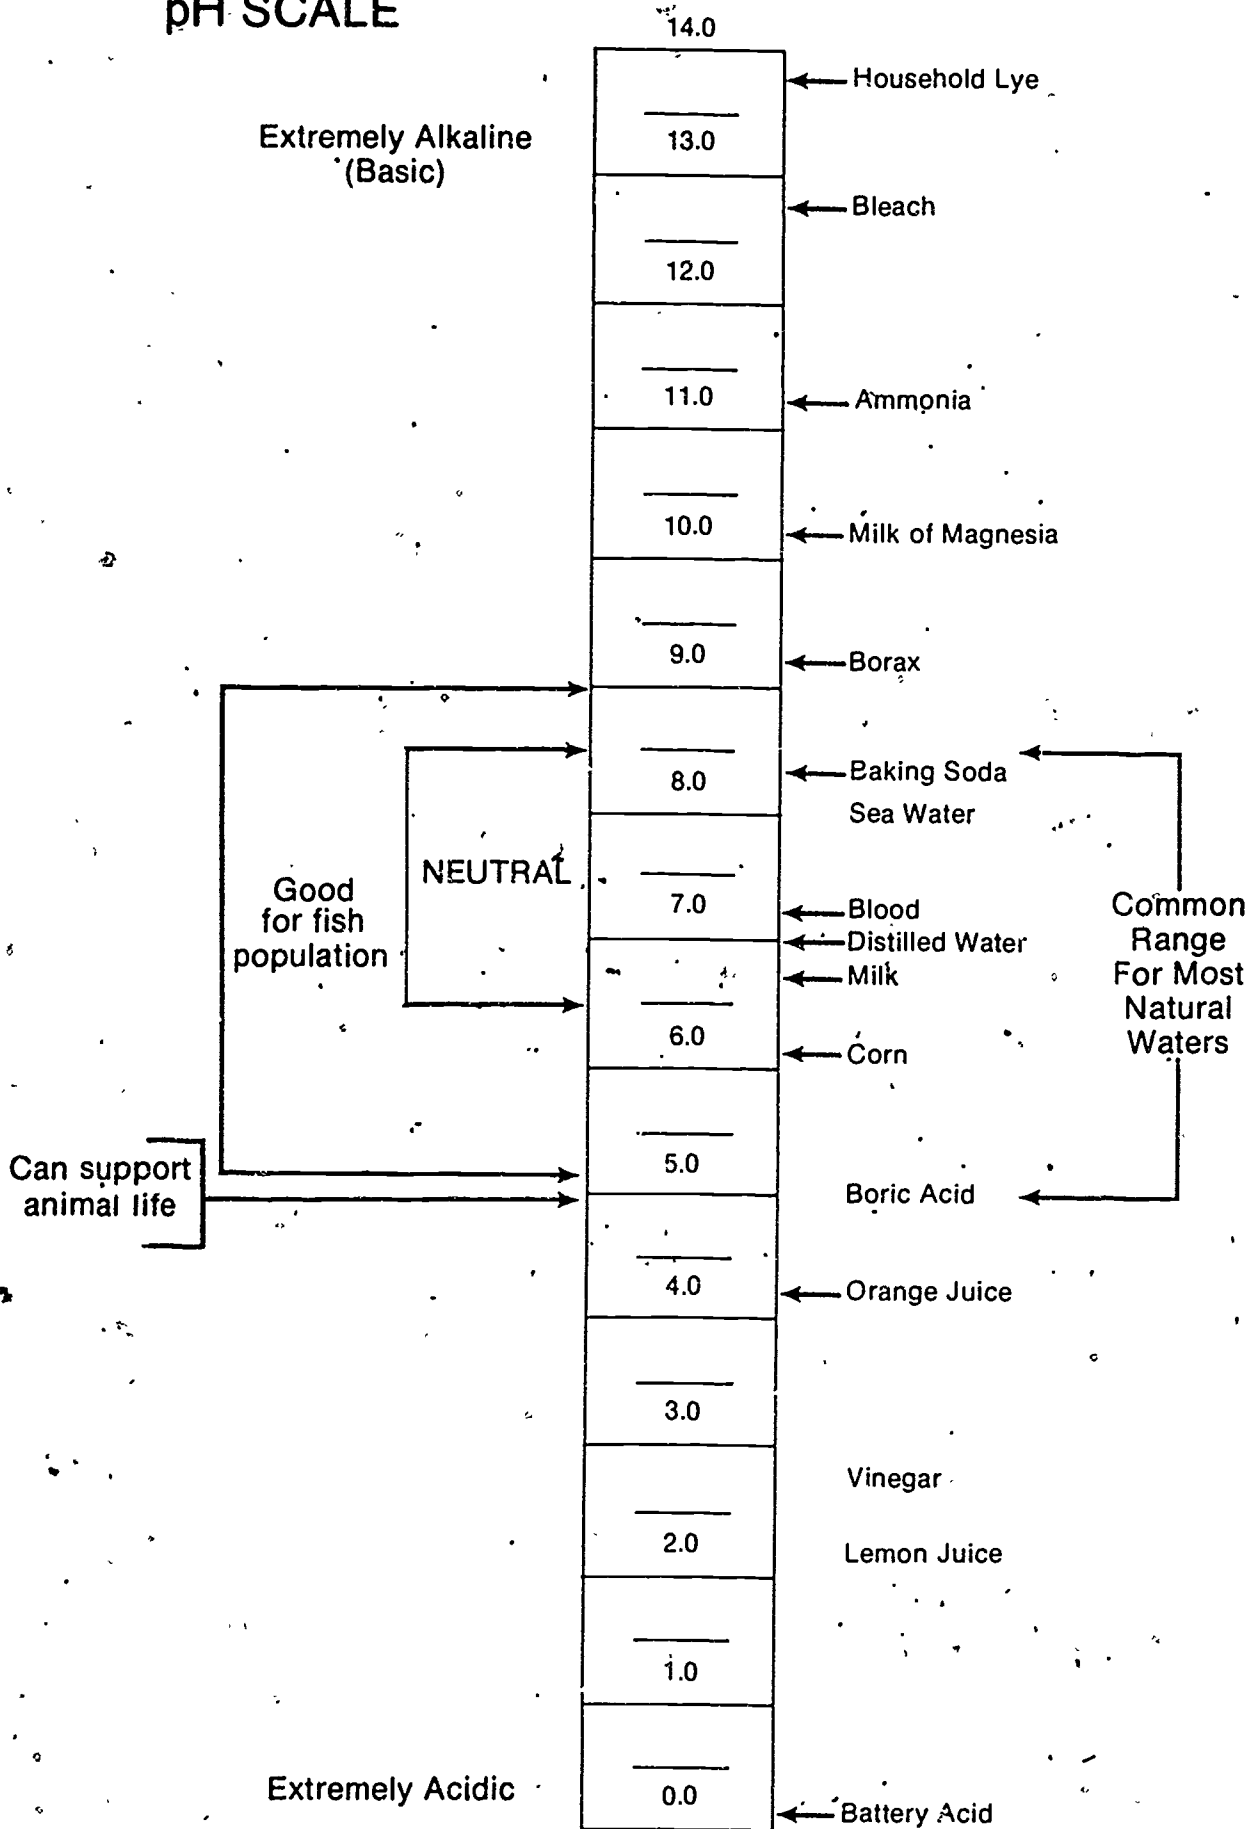 pH SCALE
14.0
Household Lye
Extremely Alkaline
(Basic)
13.0
Bleach
12.0
11.0
Ammonia
10.0
Milk of Magnesia
9.0
Borax
8.0
Baking Soda
Sea Water
NEUTRAL
Good
for fish
population
7.0
Blood
Distilled Water
Milk
Common
Range
For Most
Natural
Waters
6.0
Corn
5.0
Can support
animal life
Boric Acid
4.0
Orange Juice
3.0
Vinegar
2.0
Lemon Juice
1.0
Extremely Acidic
0.0
Battery Acid